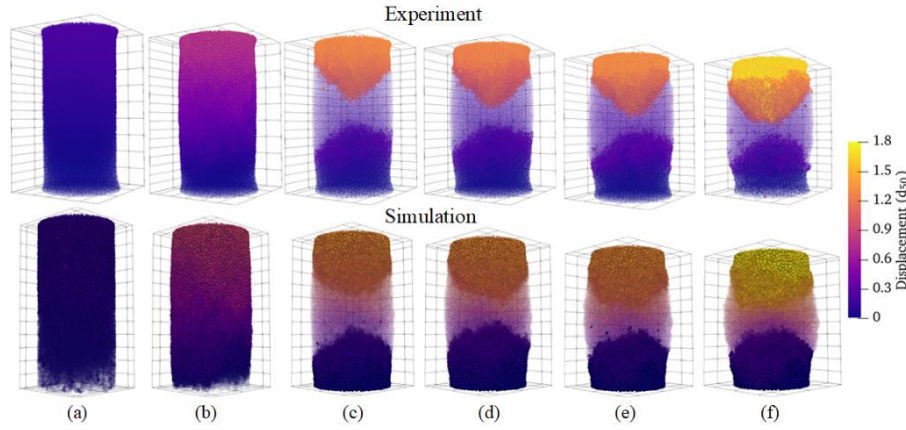 Experiment
1.8
1.5
1.2
0.9
0.6
0.3
0
Displacement (d₅₀)
Simulation
(a) (b) (c) (d) (e) (f)